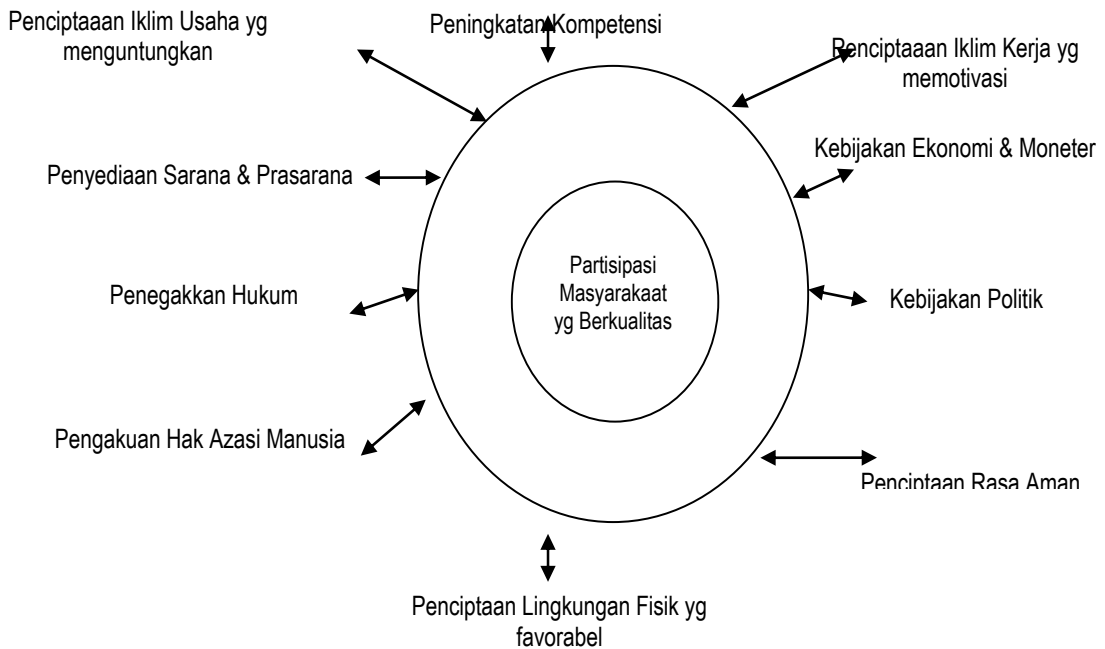 Penciptaaan Iklim Usaha yg
menguntungkan
Peningkatan Kompetensi
Penciptaaan Iklim Kerja yg
memotivasi
Kebijakan Ekonomi & Moneter
Penyediaan Sarana & Prasarana
Partisipasi
Masyarakaat
yg Berkualitas
Penegakkan Hukum
Kebijakan Politik
Pengakuan Hak Azasi Manusia
Penciptaan Rasa Aman
Penciptaan Lingkungan Fisik yg
favorabel